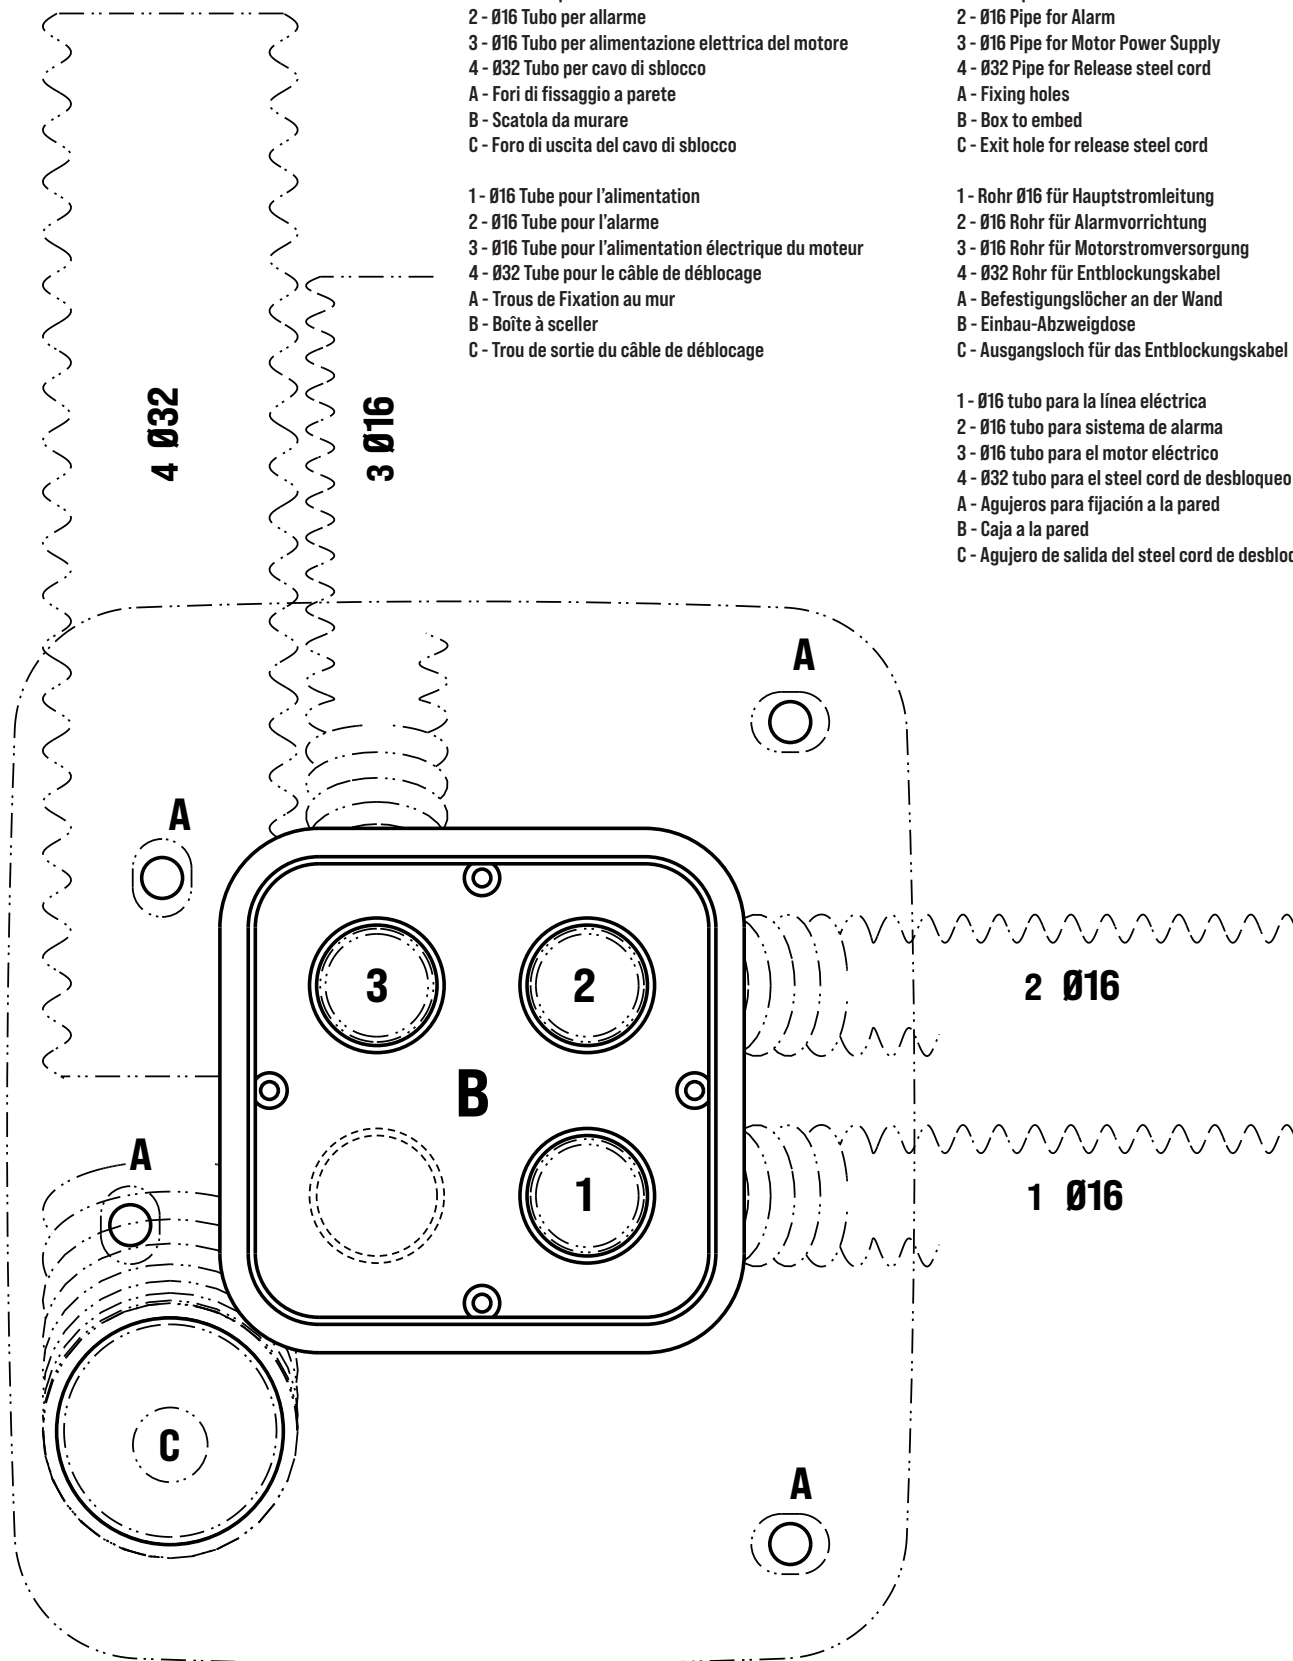 2 - Ø16 Tubo per allarme
3 - Ø16 Tubo per alimentazione elettrica del motore
4 - Ø32 Tubo per cavo di sblocco
A - Fori di fissaggio a parete
B - Scatola da murare
C - Foro di uscita del cavo di sblocco
2 - Ø16 Pipe for Alarm
3 - Ø16 Pipe for Motor Power Supply
4 - Ø32 Pipe for Release steel cord
A - Fixing holes
B - Box to embed
C - Exit hole for release steel cord
1 - Ø16 Tube pour l'alimentation
2 - Ø16 Tube pour l'alarme
3 - Ø16 Tube pour l'alimentation électrique du moteur
4 - Ø32 Tube pour le câble de déblocage
A - Trous de Fixation au mur
B - Boîte à sceller
C - Trou de sortie du câble de déblocage
1 - Rohr Ø16 für Hauptstromleitung
2 - Ø16 Rohr für Alarmvorrichtung
3 - Ø16 Rohr für Motorstromversorgung
4 - Ø32 Rohr für Entblockungskabel
A - Befestigungslöcher an der Wand
B - Einbau-Abzweigdose
C - Ausgangsloch für das Entblockungskabel
1 - Ø16 tubo para la línea eléctrica
2 - Ø16 tubo para sistema de alarma
3 - Ø16 tubo para el motor eléctrico
4 - Ø32 tubo para el steel cord de desbloqueo
A - Agujeros para fijación a la pared
B - Caja a la pared
C - Agujero de salida del steel cord de
4 Ø32
3 Ø16
A
A
3
2
2 Ø16
B
A
1
1 Ø16
C
A